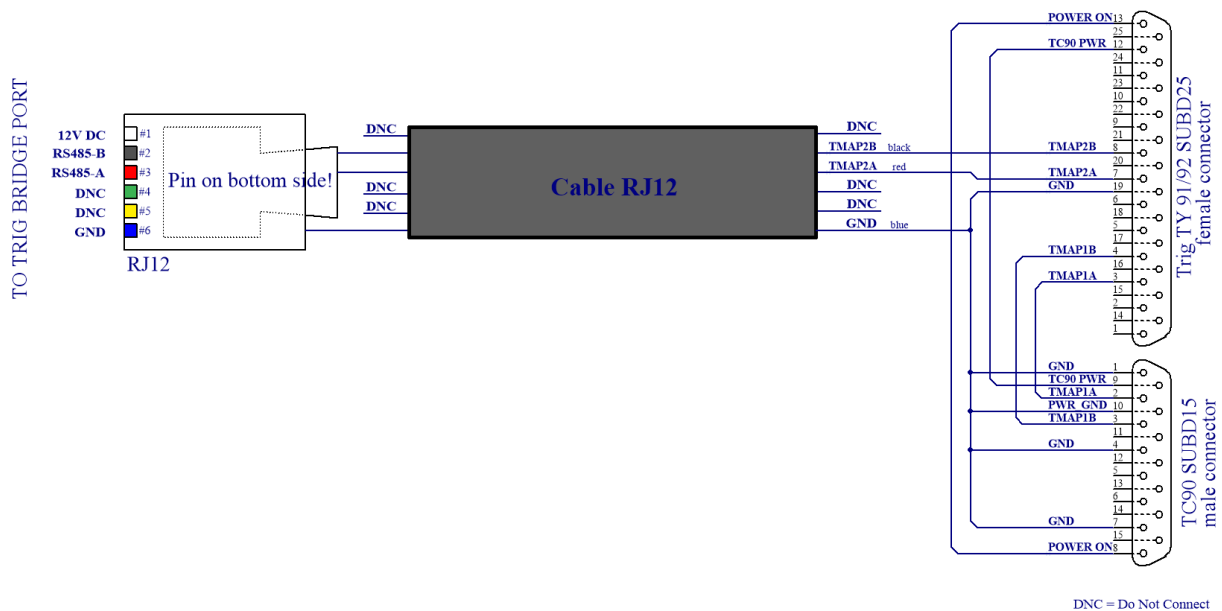 TO TRIG BRIDGE PORT
12V DC #1
RS485-B #2
RS485-A #3
DNC #4
DNC #5
GND #6
Pin on bottom side!
RJ12
DNC
DNC
DNC
Cable RJ12
DNC
TMAP2B black
TMAP2A red
DNC
DNC
GND blue
POWER ON 13
25
TC90 PWR 12
24
11
23
10
22
9
21
TMAP2B 8
20
TMAP2A 7
GND 19
6
18
5
17
TMAP1B 4
16
TMAP1A 3
15
2
14
1
Trig TY 91/92 SUBD25
female connector
GND 1
TC90 PWR 9
TMAP1A 2
PWR GND 10
TMAP1B 3
11
GND 4
12
5
13
6
14
GND 7
15
POWER ON 8
TC90 SUBD15
male connector
DNC = Do Not Connect